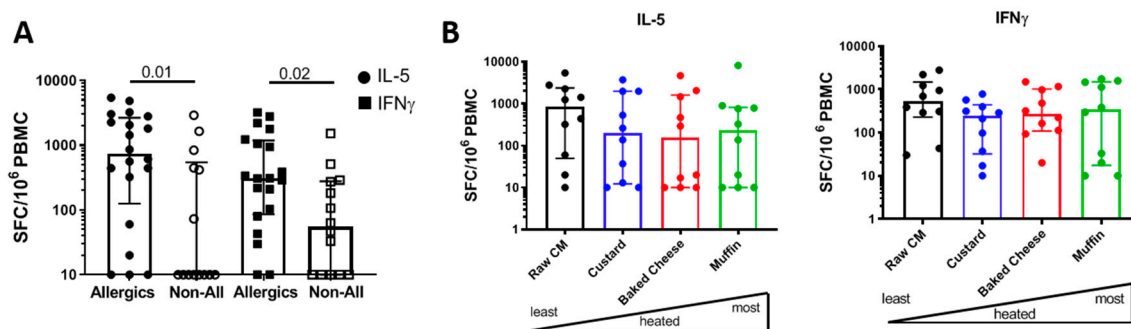 A
0.01
0.02
IL-5
IFNγ
SFC/10⁶ PBMC
10000
1000
100
10
Allergics
Non-All
Allergics
Non-All
B
IL-5
SFC/10⁶ PBMC
10000
1000
100
10
1
Raw CM
Custard
Baked Cheese
Muffin
least
heated
most
IFNγ
SFC/10⁶ PBMC
10000
1000
100
10
1
Raw CM
Custard
Baked Cheese
Muffin
least
heated
most